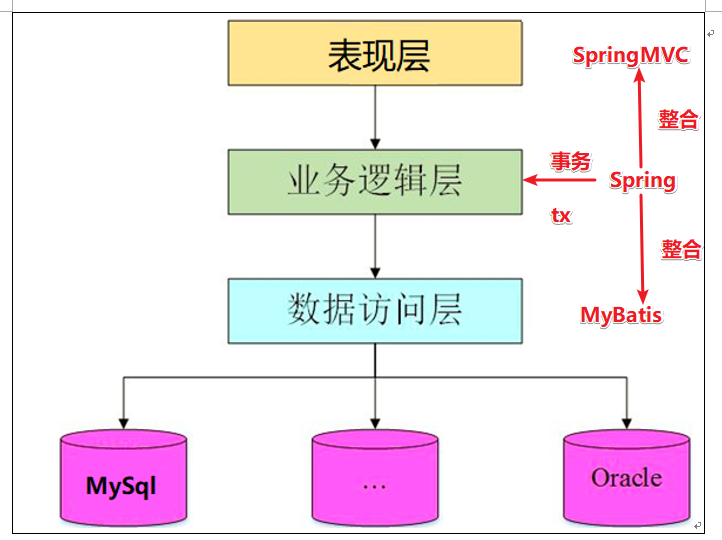 表现层
SpringMVC
整合
业务逻辑层
事务
Spring
tx
整合
数据访问层
MyBatis
MySql
...
Oracle